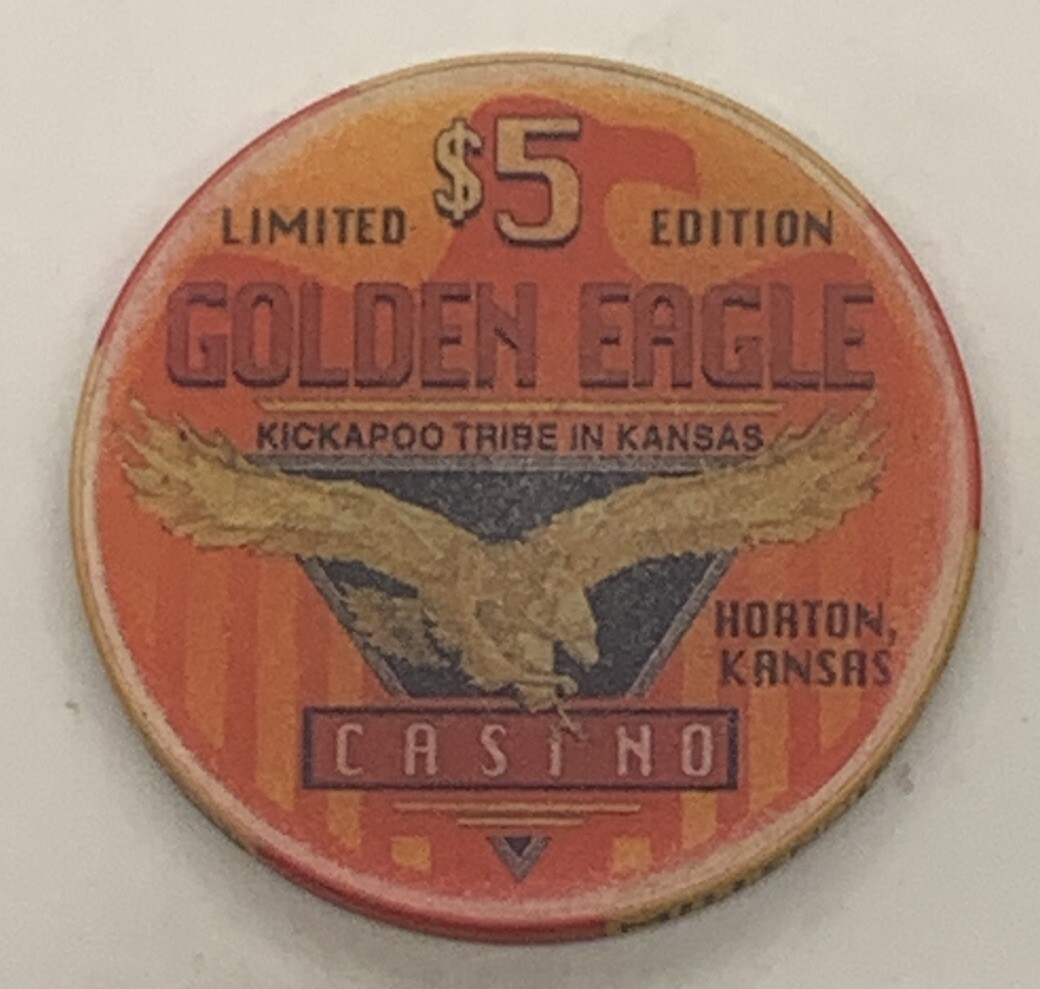 $5
LIMITED EDITION
GOLDEN EAGLE
KICKAPOO TRIBE IN KANSAS
HORTON,
KANSAS
CASINO